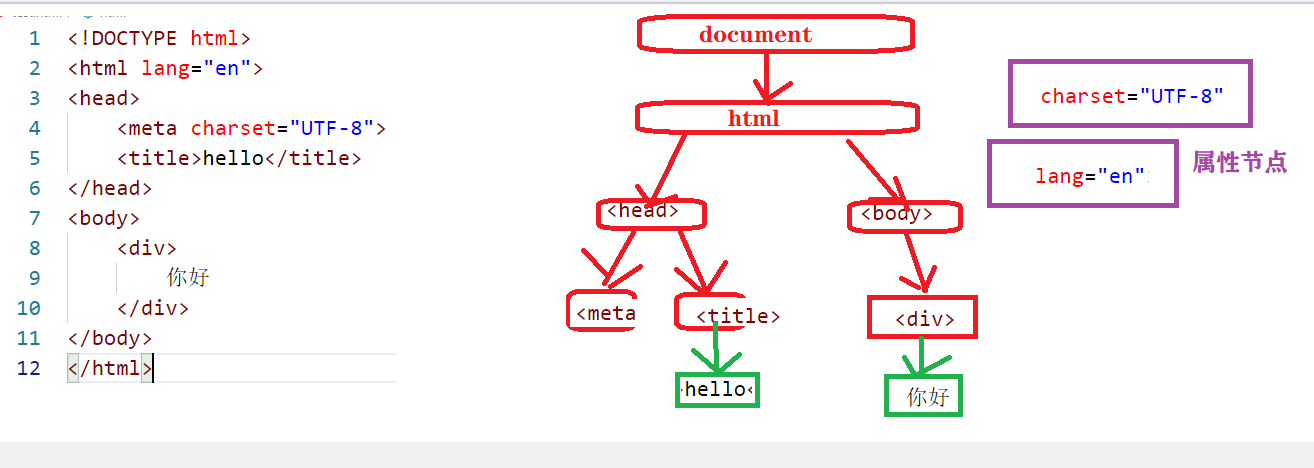 1 <!DOCTYPE html>
2 <html lang="en">
3 <head>
4 <meta charset="UTF-8">
5 <title>hello</title>
6 </head>
7 <body>
8 <div>
9 你好
10 </div>
11 </body>
12 </html>
document
html
<head>
<body>
<meta
<title>
<div>
hello
你好
charset="UTF-8"
lang="en"
属性节点